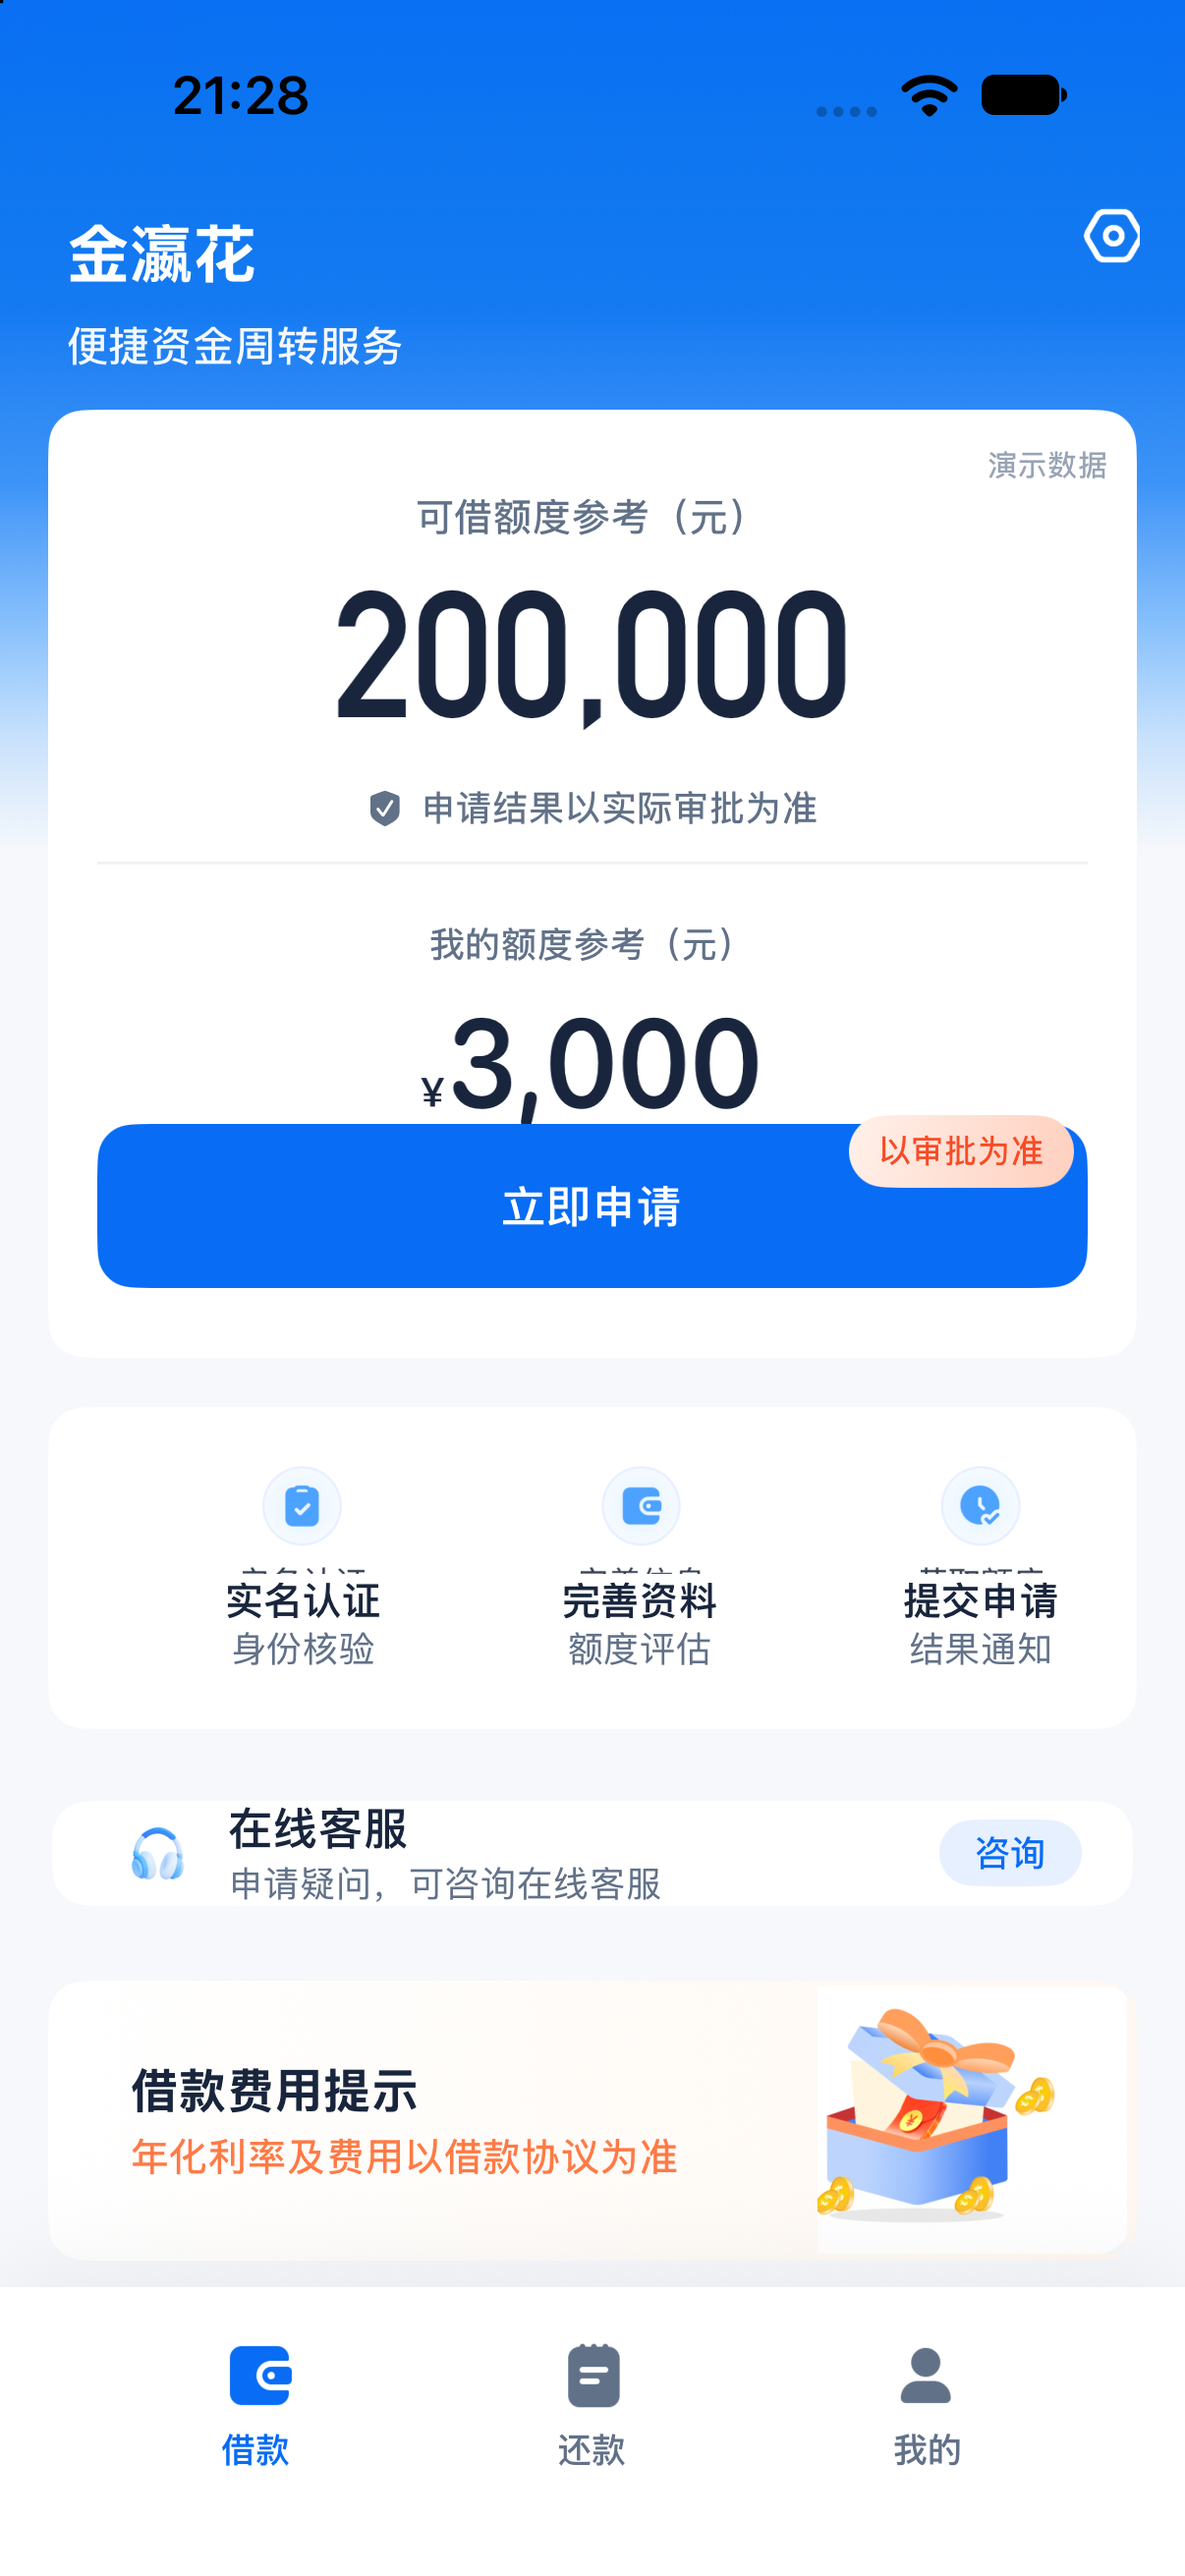 21:28
金瀛花
便捷资金周转服务
演示数据
可借额度参考（元）
200,000
申请结果以实际审批为准
我的额度参考（元）
¥3,000
以审批为准
立即申请
实名认证
完善资料
提交申请
身份核验
额度评估
结果通知
在线客服
申请疑问，可咨询在线客服
咨询
借款费用提示
年化利率及费用以借款协议为准
借款
还款
我的